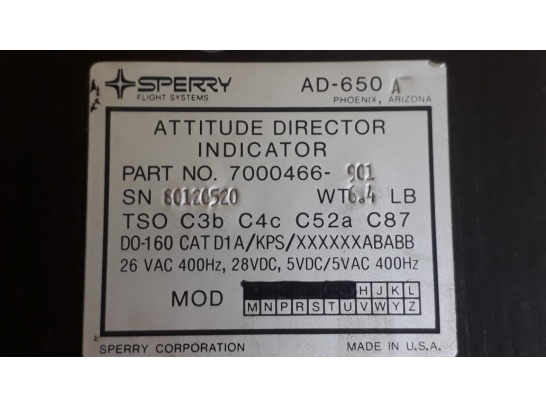 SPERRY AD-650 A
FLIGHT SYSTEMS PHOENIX, ARIZONA
ATTITUDE DIRECTOR
INDICATOR
PART NO. 7000466-901
SN 80120520 WT 6.4 LB
TSO C3b C4c C52a C87
DO-160 CAT D1A/KPS/XXXXXXABABB
26 VAC 400Hz, 28VDC, 5VDC/5VAC 400Hz
MOD H J K L
M N P R S T U V W Y Z
SPERRY CORPORATION MADE IN U.S.A.